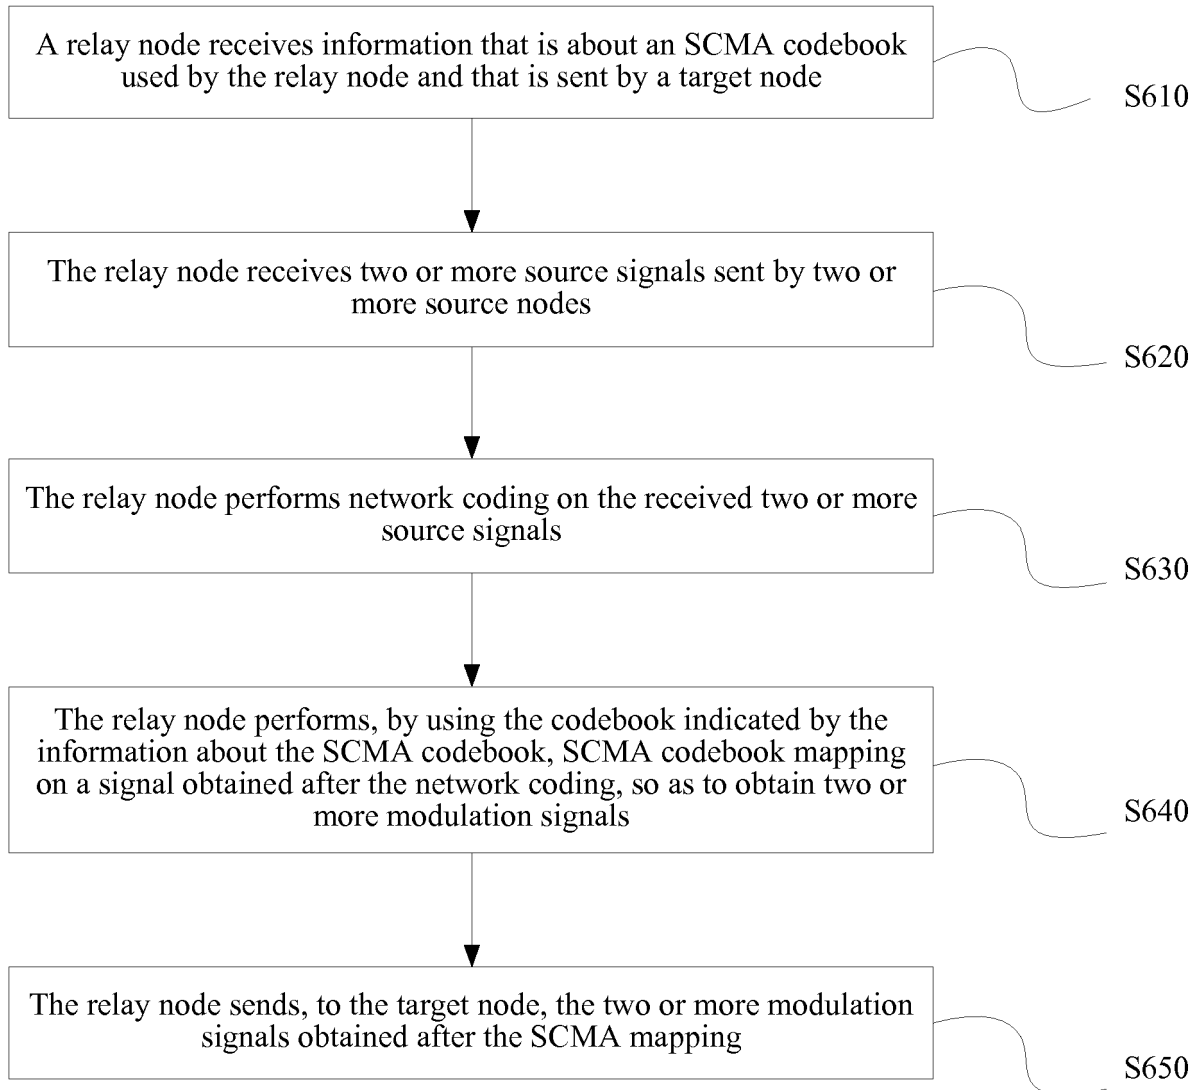 A relay node receives information that is about an SCMA codebook
used by the relay node and that is sent by a target node
S610
The relay node receives two or more source signals sent by two or
more source nodes
S620
The relay node performs network coding on the received two or more
source signals
S630
The relay node performs, by using the codebook indicated by the
information about the SCMA codebook, SCMA codebook mapping
on a signal obtained after the network coding, so as to obtain two or
more modulation signals
S640
The relay node sends, to the target node, the two or more modulation
signals obtained after the SCMA mapping
S650